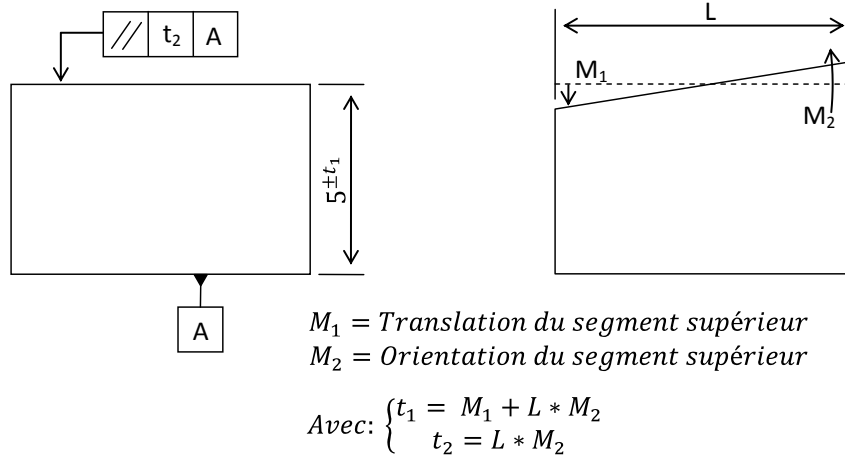 // t₂ A
5±t₁
A
L
M₁
M₂
M₁ = Translation du segment supérieur
M₂ = Orientation du segment supérieur
Avec: { t₁ = M₁ + L * M₂
t₂ = L * M₂